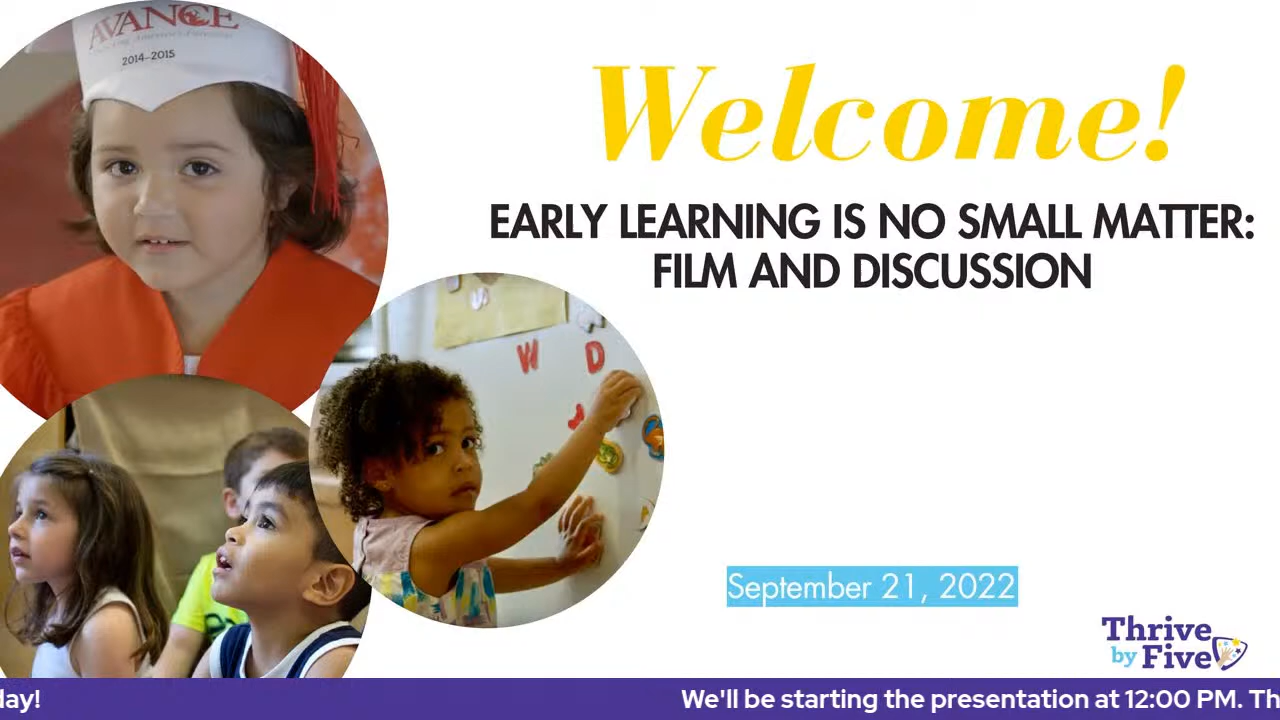 AVANCE
2014-2015
Welcome!
EARLY LEARNING IS NO SMALL MATTER:
FILM AND DISCUSSION
W D
September 21, 2022
Thrive
by Five
day!
We'll be starting the presentation at 12:00 PM. Th